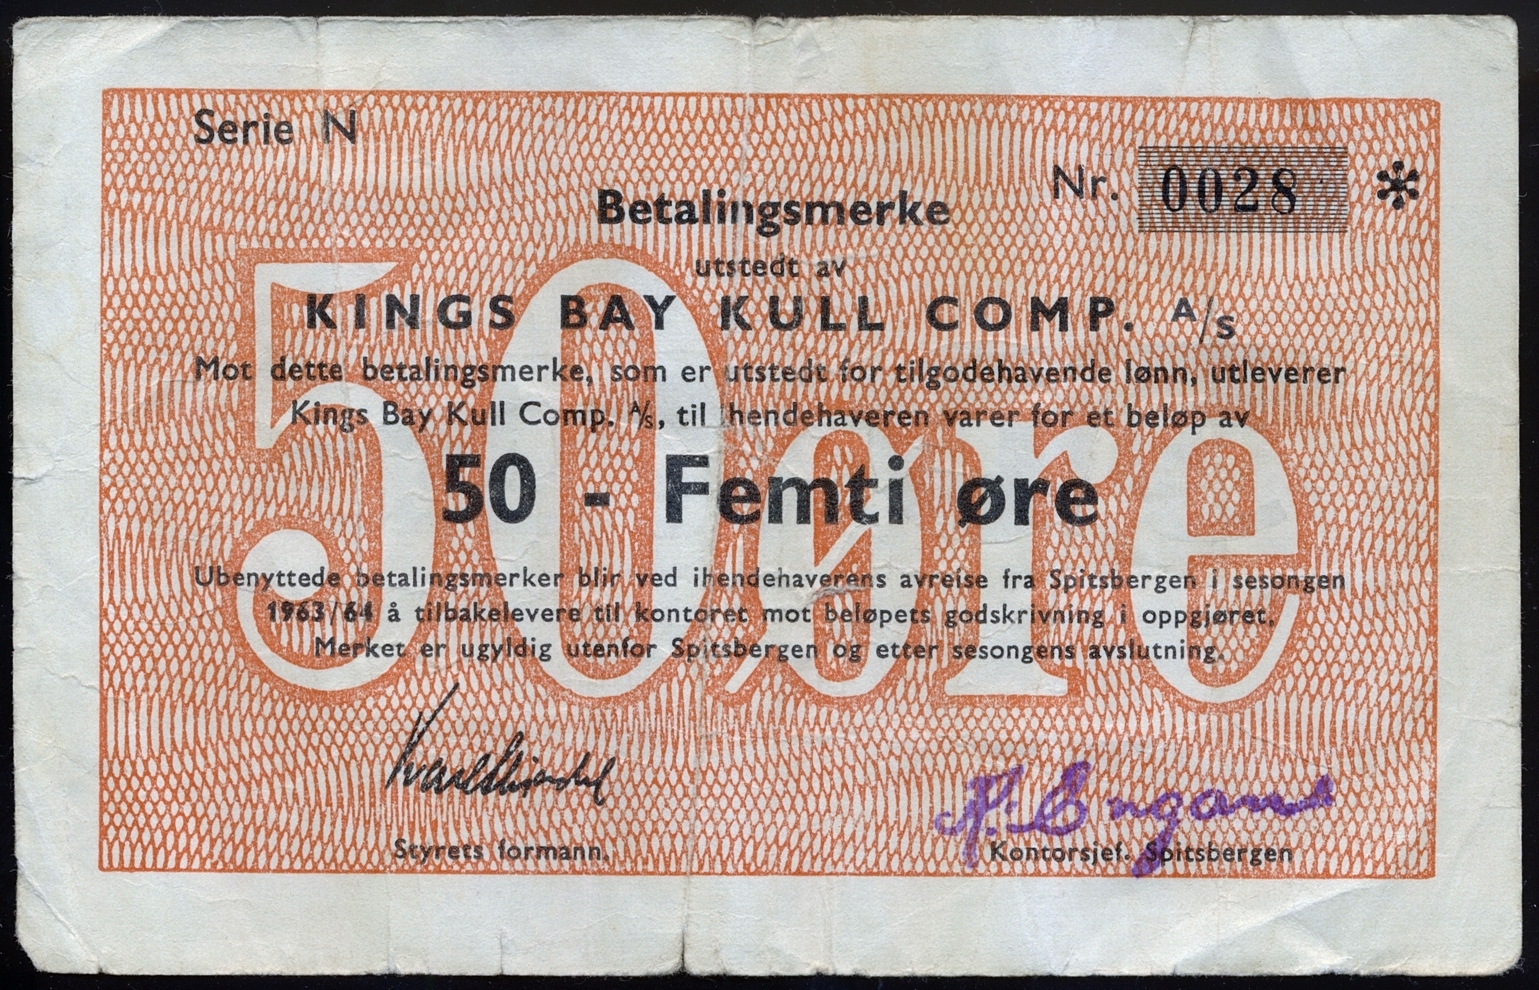 Serie N
Nr. 0028 *
Betalingsmerke
utstedt av
KINGS BAY KULL COMP. A/S
Mot dette betalingsmerke, som er utstedt for tilgodehavende lønn, utleverer
Kings Bay Kull Comp. A/S, til ihendehaveren varer for et beløp av
50 - Femti øre
50 øre
Ubenyttede betalingsmerker blir ved ihendehaverens avreise fra Spitsbergen i sesongen
1963/64 å tilbakelevere til kontoret mot beløpets godskrivning i oppgjøret.
Merket er ugyldig utenfor Spitsbergen og etter sesongens avslutning.
Styrets formann.
Kontorsjef. Spitsbergen